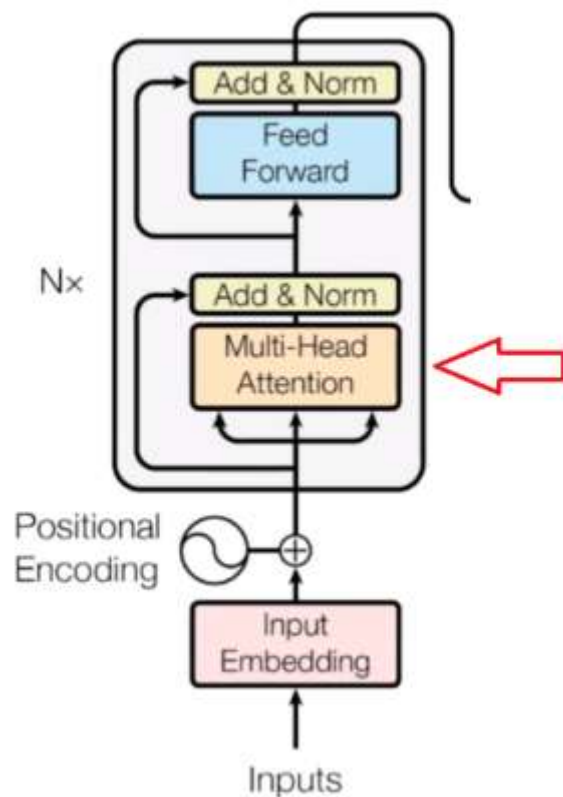 Add & Norm
Feed
Forward
Nx
Add & Norm
Multi-Head
Attention
Positional
Encoding
Input
Embedding
Inputs